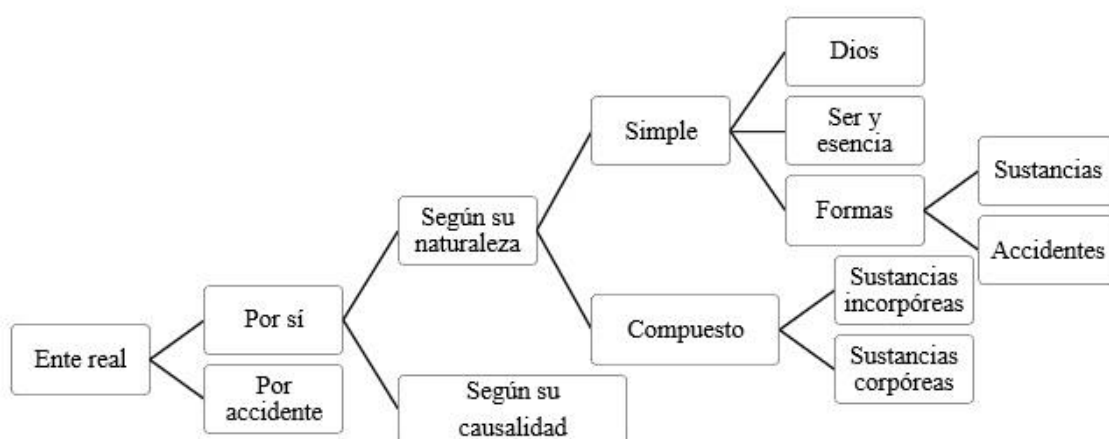 Dios
Simple
Ser y
esencia
Sustancias
Formas
Accidentes
Según su
naturaleza
Sustancias
incorpóreas
Compuesto
Sustancias
corpóreas
Por sí
Ente real
Por
accidente
Según su
causalidad